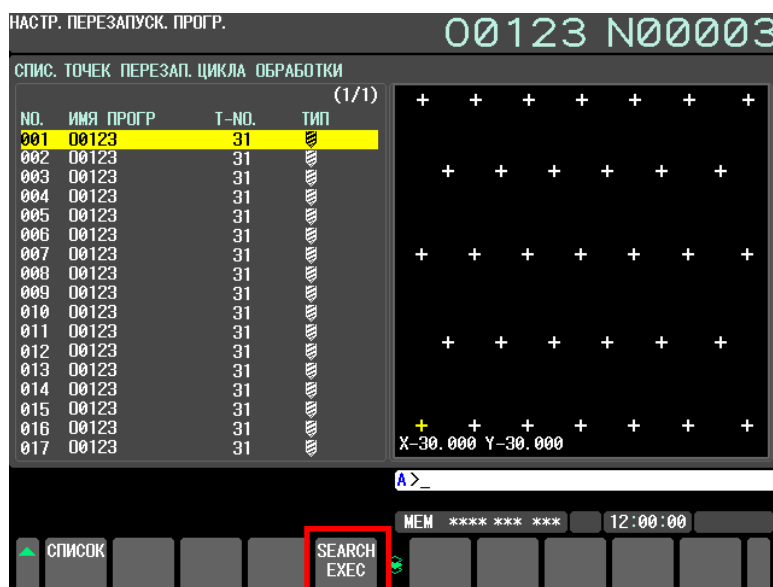 НАСТР. ПЕРЕЗАПУСК. ПРОГР.
O0123 N00003
СПИС. ТОЧЕК ПЕРЕЗАП. ЦИКЛА ОБРАБОТКИ
(1/1)
NO. ИМЯ ПРОГР T-NO. ТИП
001 O0123 31
002 O0123 31
003 O0123 31
004 O0123 31
005 O0123 31
006 O0123 31
007 O0123 31
008 O0123 31
009 O0123 31
010 O0123 31
011 O0123 31
012 O0123 31
013 O0123 31
014 O0123 31
015 O0123 31
016 O0123 31
017 O0123 31
X-30.000 Y-30.000
A>_
MEM **** *** *** 12:00:00
СПИСОК
SEARCH
EXEC